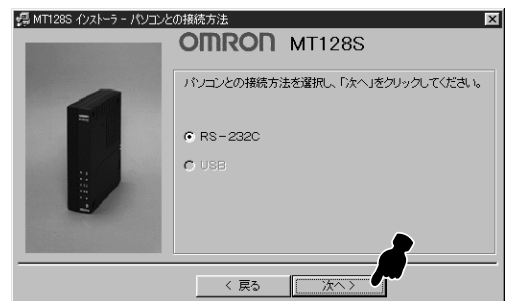 MT128S インストーラ - パソコンとの接続方法
OMRON MT128S
パソコンとの接続方法を選択し、「次へ」をクリックしてください。
RS-232C
USB
< 戻る
次へ >